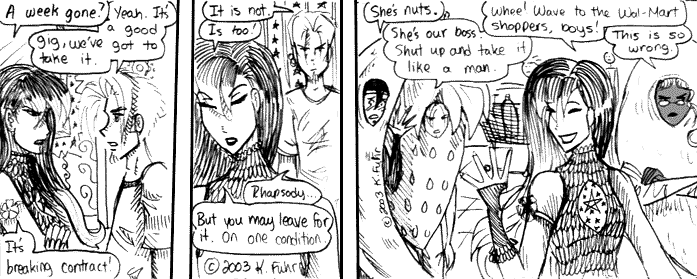 A week gone?
Yeah. It's
a good
gig, we've got to
take it.
It's
breaking contract!
It is not.
Is too!
Rhapsody...
But you may leave for
it. On one condition.
© 2003 K. Fuhr
She's nuts.
She's our boss.
Shut up and take it
like a man.
Whee! Wave to the Wol-Mart
shoppers, boys!
This is so
wrong.
© 2003 K. Fuhr